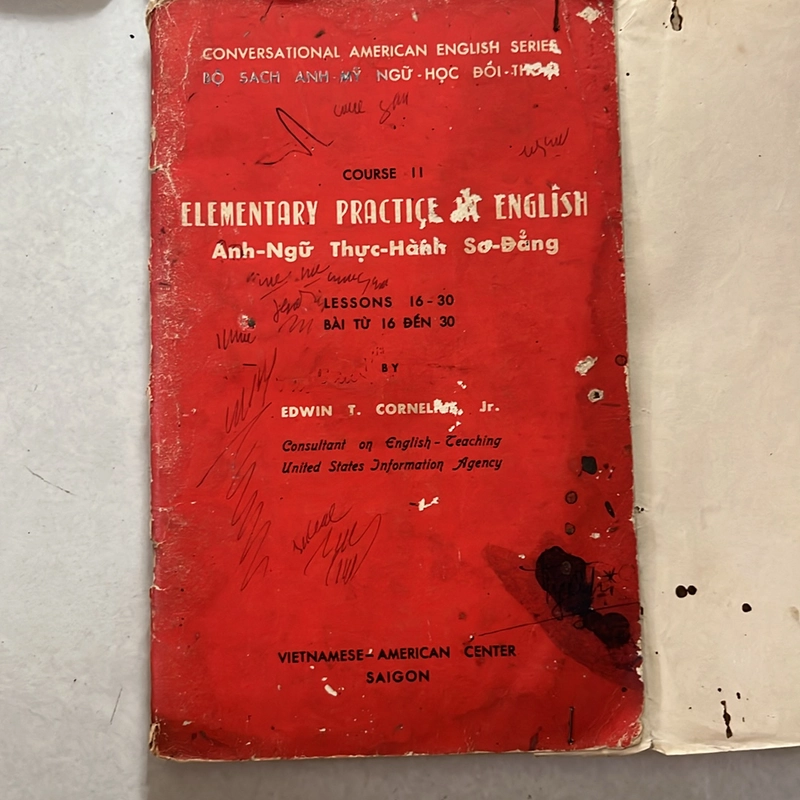 CONVERSATIONAL AMERICAN ENGLISH SERIES
BỘ SÁCH ANH-MỸ NGỮ-HỌC ĐỐI-THOẠI
COURSE II
ELEMENTARY PRACTICE IN ENGLISH
Anh-Ngữ Thực-Hành Sơ-Đẳng
LESSONS 16-30
BÀI TỪ 16 ĐẾN 30
BY
EDWIN T. CORNELIUS, Jr.
Consultant on English-Teaching
United States Information Agency
VIETNAMESE-AMERICAN CENTER
SAIGON